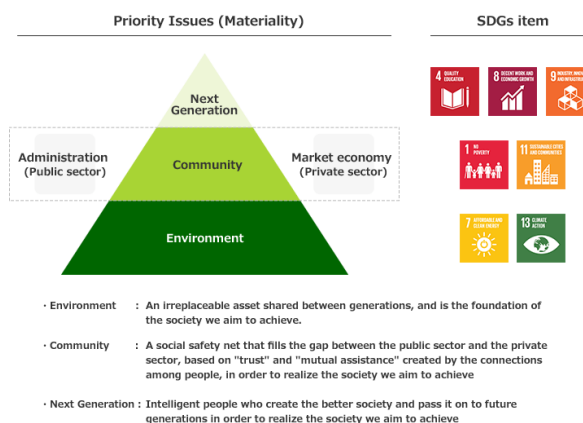 Priority Issues (Materiality)
SDGs item
Next
Generation
4 QUALITY
EDUCATION
8 DECENT WORK AND
ECONOMIC GROWTH
9 INDUSTRY, INNOV
AND INFRASTRU
Administration
(Public sector)
Community
Market economy
(Private sector)
1 NO
POVERTY
11 SUSTAINABLE CITIES
AND COMMUNITIES
Environment
7 AFFORDABLE AND
CLEAN ENERGY
13 CLIMATE
ACTION
・Environment : An irreplaceable asset shared between generations, and is the foundation of
the society we aim to achieve.
・Community : A social safety net that fills the gap between the public sector and the private
sector, based on "trust" and "mutual assistance" created by the connections
among people, in order to realize the society we aim to achieve
・Next Generation : Intelligent people who create the better society and pass it on to future
generations in order to realize the society we aim to achieve